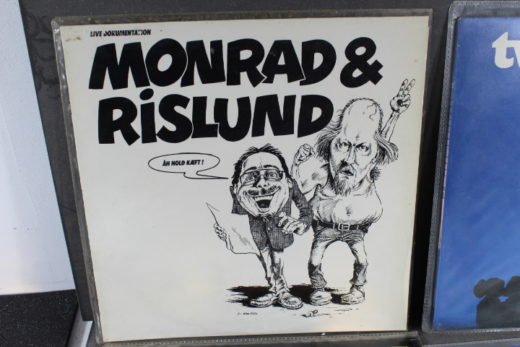 LIVE DOKUMENTATION
MONRAD &
RiSLUND
ÅH HOLD KÆFT!